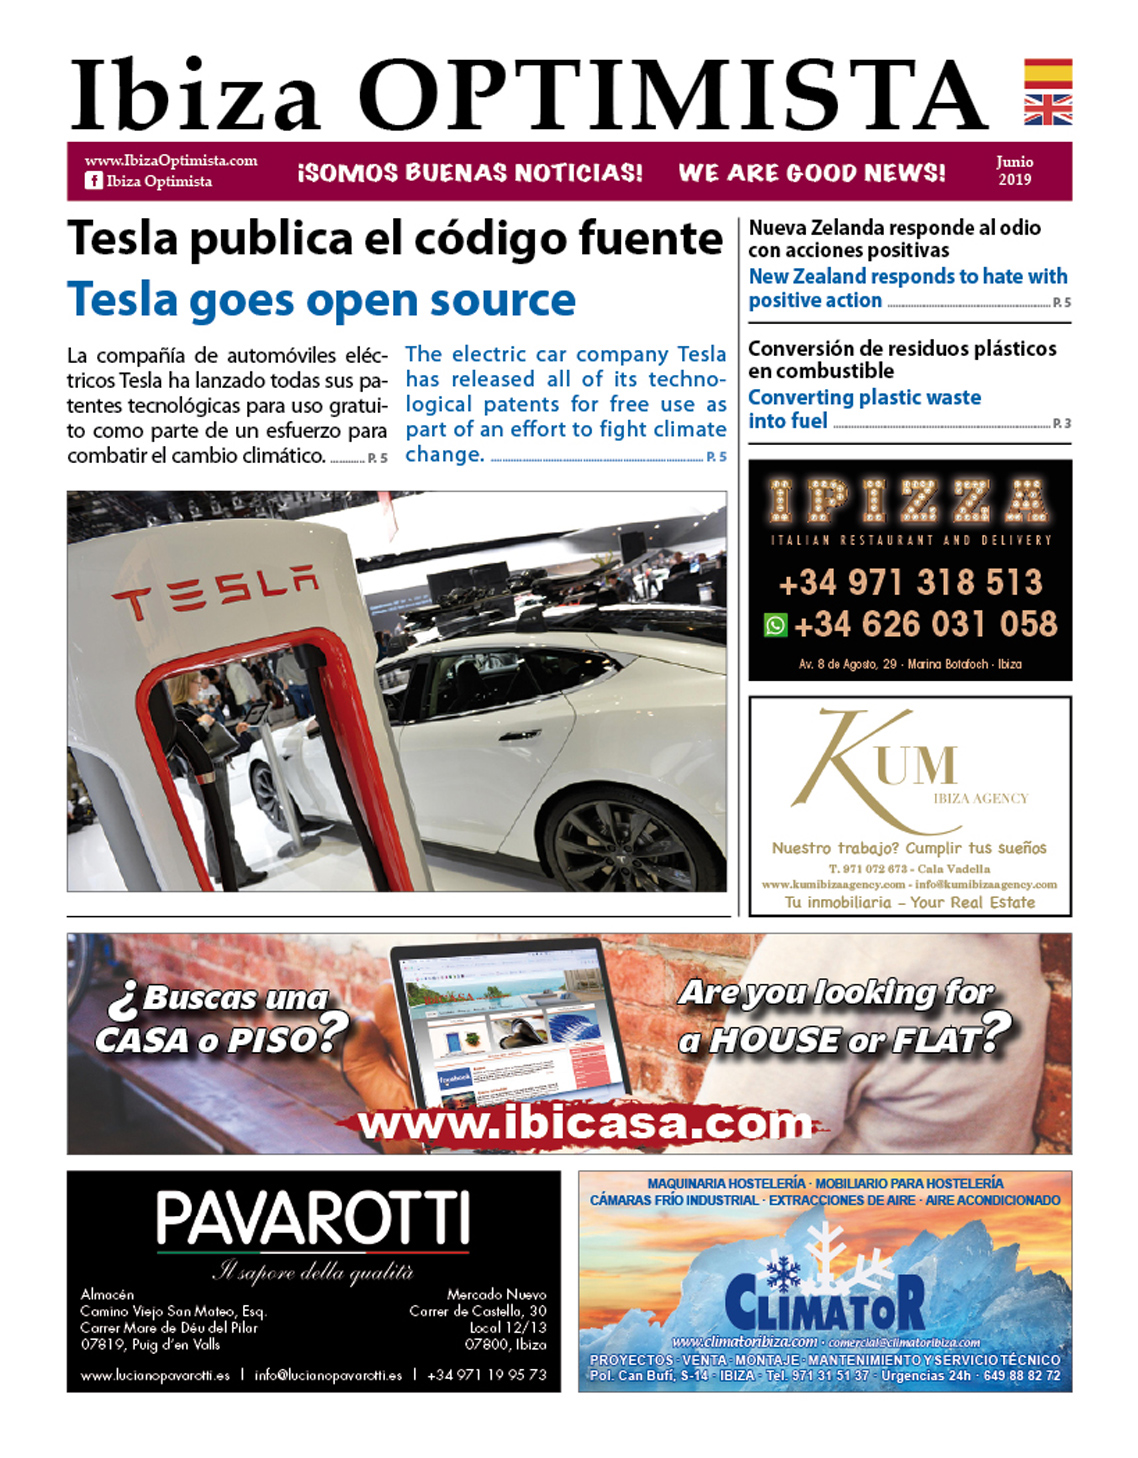 Ibiza OPTIMISTA
www.IbizaOptimista.com
Ibiza Optimista
¡SOMOS BUENAS NOTICIAS! WE ARE GOOD NEWS!
Junio
2019
Tesla publica el código fuente
Tesla goes open source
La compañía de automóviles eléc-
tricos Tesla ha lanzado todas sus pa-
tentes tecnológicas para uso gratui-
to como parte de un esfuerzo para
combatir el cambio climático. ........... P. 5
The electric car company Tesla
has released all of its techno-
logical patents for free use as
part of an effort to fight climate
change. ........... P. 5
TESLA
Nueva Zelanda responde al odio
con acciones positivas
New Zealand responds to hate with
positive action ........... P. 5
Conversión de residuos plásticos
en combustible
Converting plastic waste
into fuel ........... P. 3
IPIZZA
ITALIAN RESTAURANT AND DELIVERY
+34 971 318 513
+34 626 031 058
Av. 8 de Agosto, 29 · Marina Botafoch · Ibiza
KUM
IBIZA AGENCY
Nuestro trabajo? Cumplir tus sueños
T. 971 072 673 - Cala Vadella
www.kumibizaagency.com - info@kumibizaagency.com
Tu inmobiliaria – Your Real Estate
¿Buscas una
CASA o PISO?
Are you looking for
a HOUSE or FLAT?
IBICASA
facebook
www.ibicasa.com
PAVAROTTI
Il sapore della qualità
Almacén
Camino Viejo San Mateo, Esq.
Carrer Mare de Déu del Pilar
07819, Puig d'en Valls
Mercado Nuevo
Carrer de Castella, 30
Local 12/13
07800, Ibiza
www.lucianopavarotti.es | info@lucianopavarotti.es | +34 971 19 95 73
MAQUINARIA HOSTELERÍA · MOBILIARIO PARA HOSTELERÍA
CÁMARAS FRÍO INDUSTRIAL · EXTRACCIONES DE AIRE · AIRE ACONDICIONADO
CLIMATOR
www.climatoribiza.com · comercial@climatoribiza.com
PROYECTOS · VENTA · MONTAJE · MANTENIMIENTO Y SERVICIO TÉCNICO
Pol. Can Bufí, S-14 · IBIZA · Tel. 971 31 51 37 · Urgencias 24h · 649 88 82 72